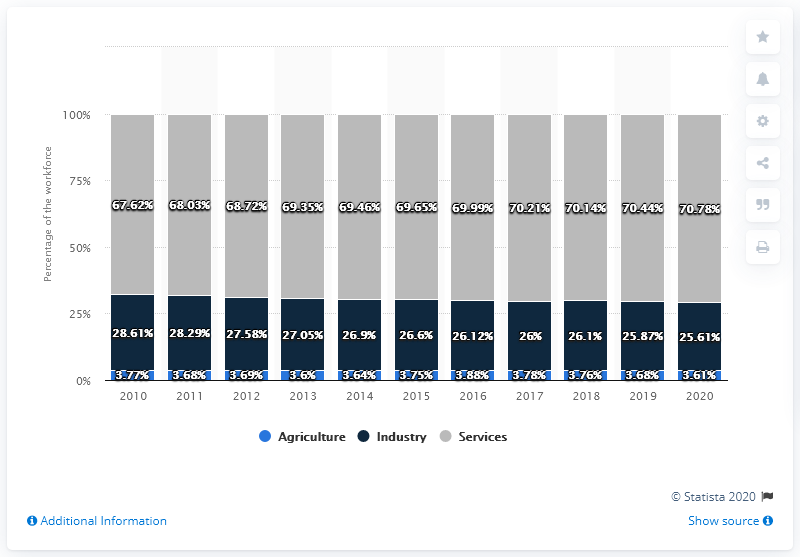 Percentage of the workforce
100%
75%
50%
25%
0%
67.62% 68.03% 68.72% 69.35% 69.46% 69.65% 69.99% 70.21% 70.14% 70.44% 70.78%
28.61% 28.29% 27.58% 27.05% 26.9% 26.6% 26.12% 26% 26.1% 25.87% 25.61%
3.77% 3.68% 3.69% 3.6% 3.64% 3.75% 3.88% 3.78% 3.76% 3.68% 3.61%
2010 2011 2012 2013 2014 2015 2016 2017 2018 2019 2020
Agriculture Industry Services
© Statista 2020
Additional Information Show source